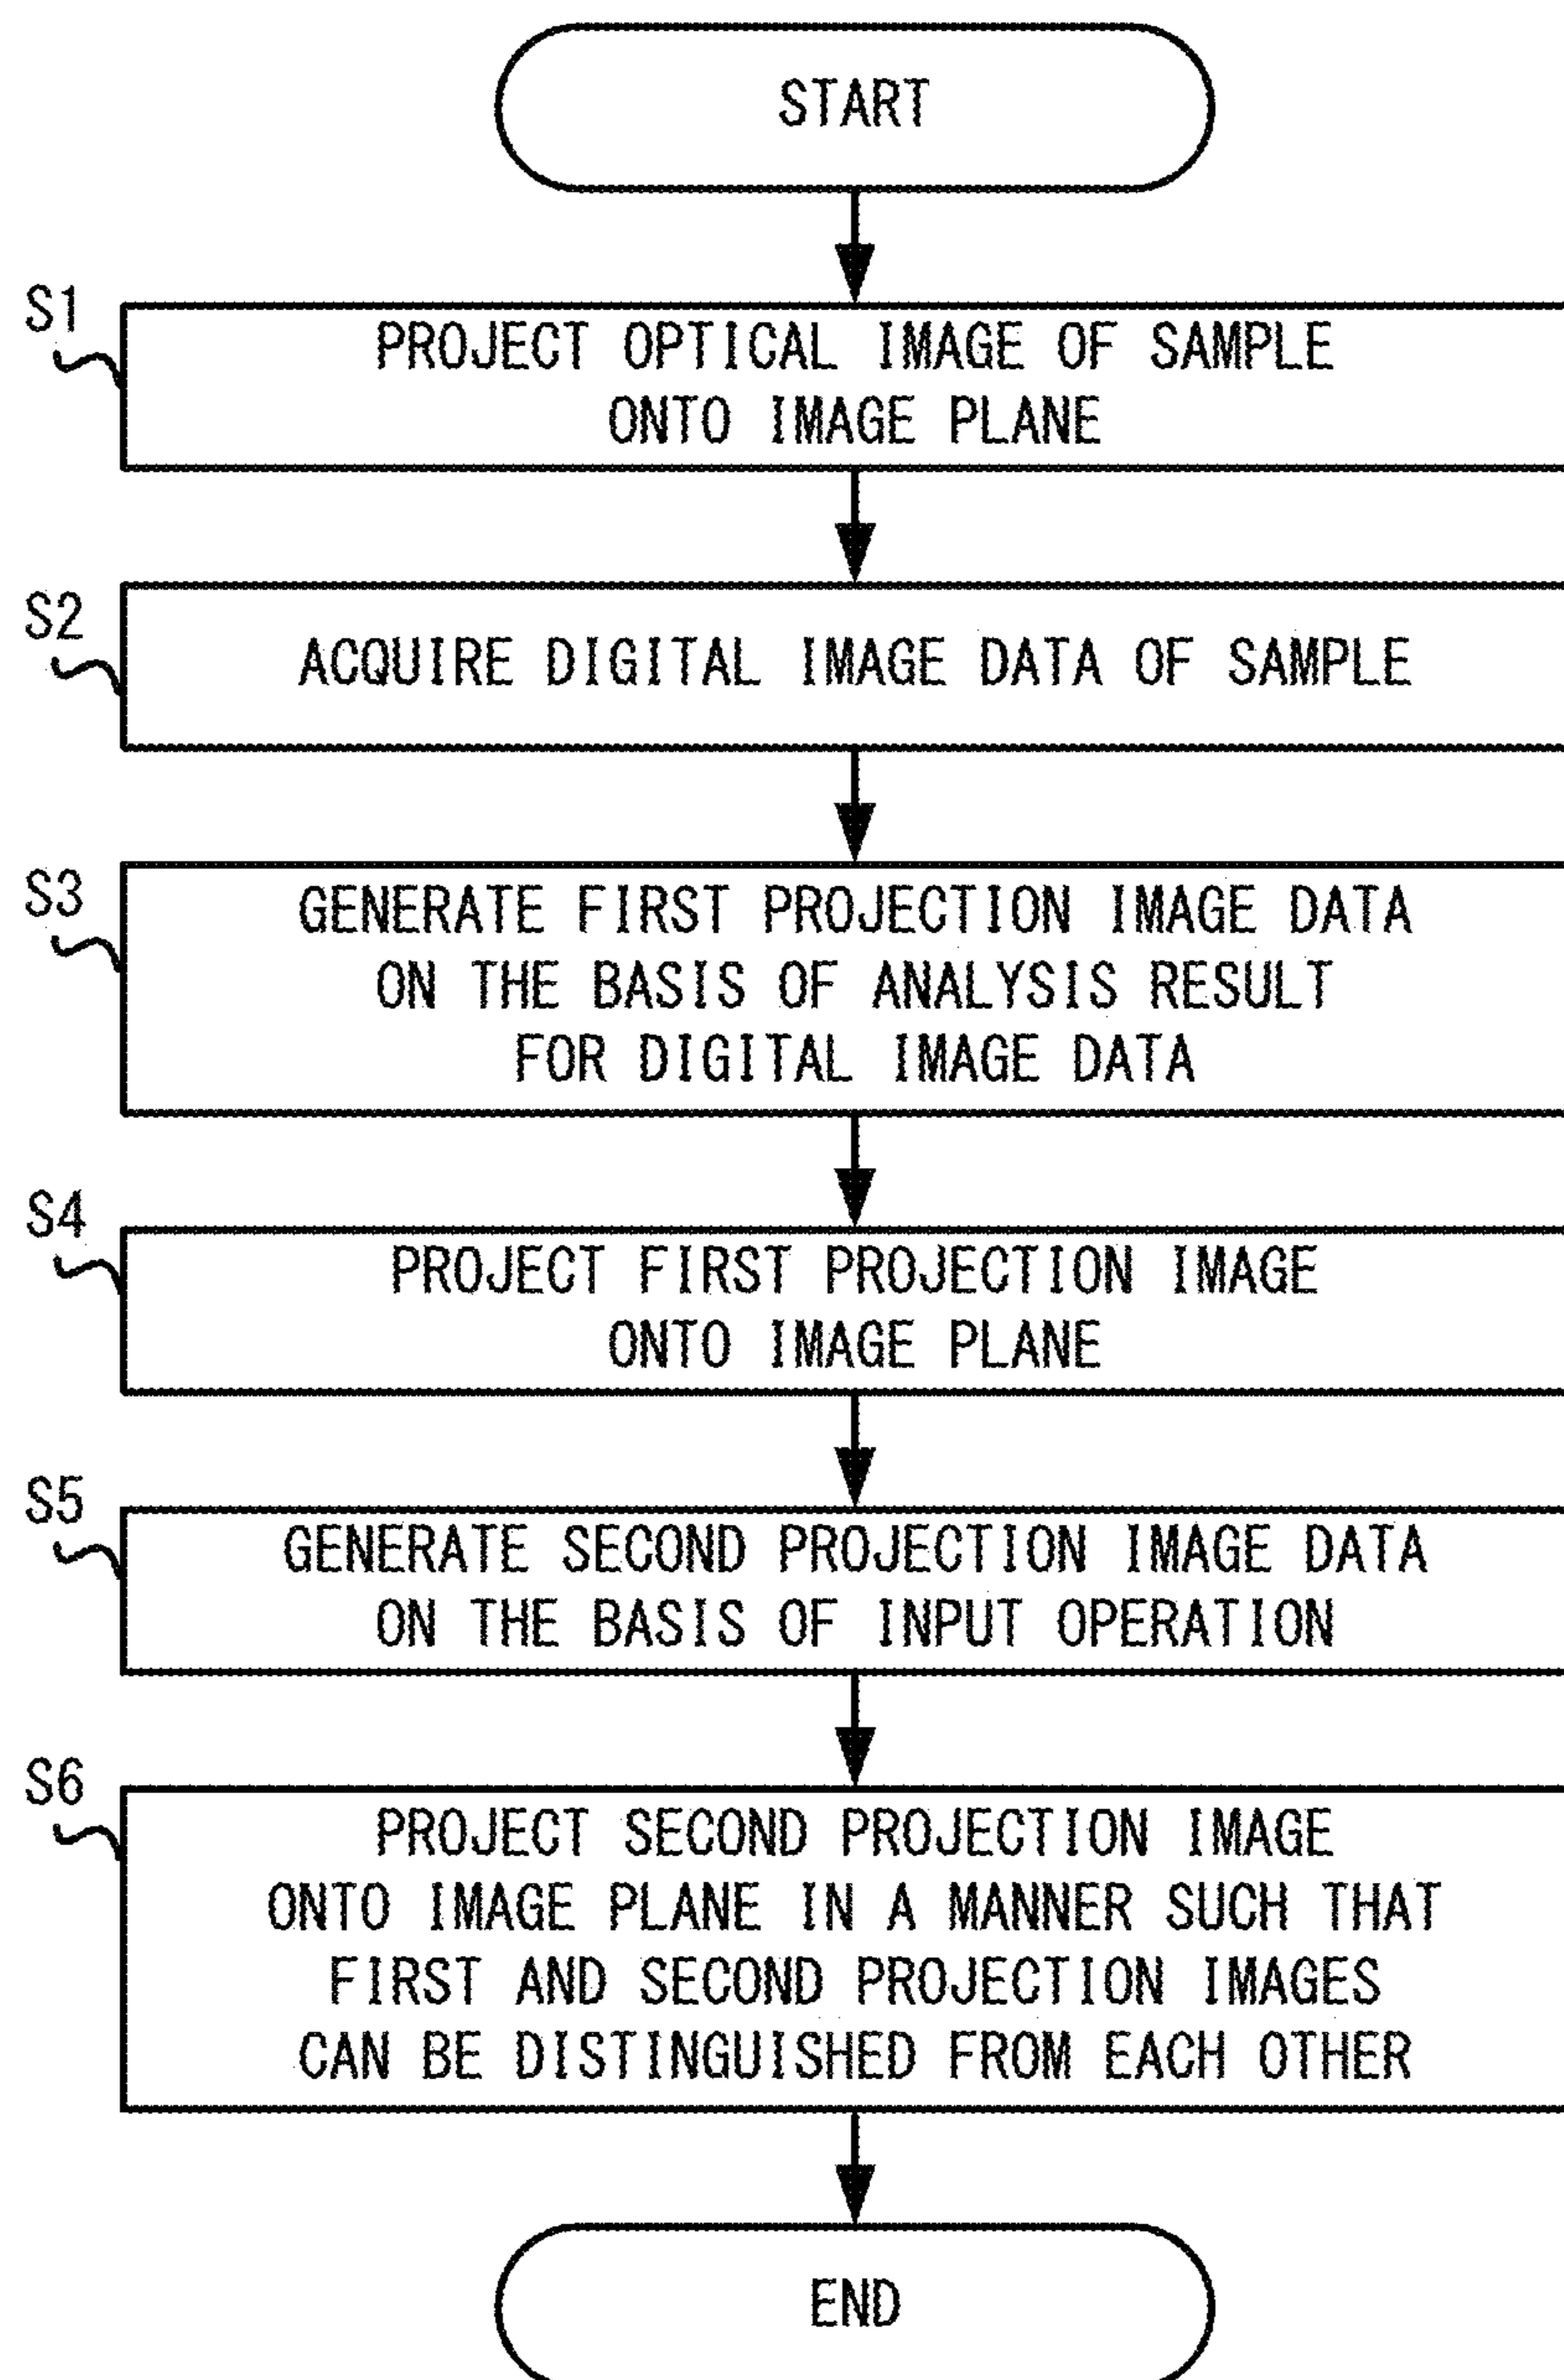 START
S1
PROJECT OPTICAL IMAGE OF SAMPLE
ONTO IMAGE PLANE
S2
ACQUIRE DIGITAL IMAGE DATA OF SAMPLE
S3
GENERATE FIRST PROJECTION IMAGE DATA
ON THE BASIS OF ANALYSIS RESULT
FOR DIGITAL IMAGE DATA
S4
PROJECT FIRST PROJECTION IMAGE
ONTO IMAGE PLANE
S5
GENERATE SECOND PROJECTION IMAGE DATA
ON THE BASIS OF INPUT OPERATION
S6
PROJECT SECOND PROJECTION IMAGE
ONTO IMAGE PLANE IN A MANNER SUCH THAT
FIRST AND SECOND PROJECTION IMAGES
CAN BE DISTINGUISHED FROM EACH OTHER
END